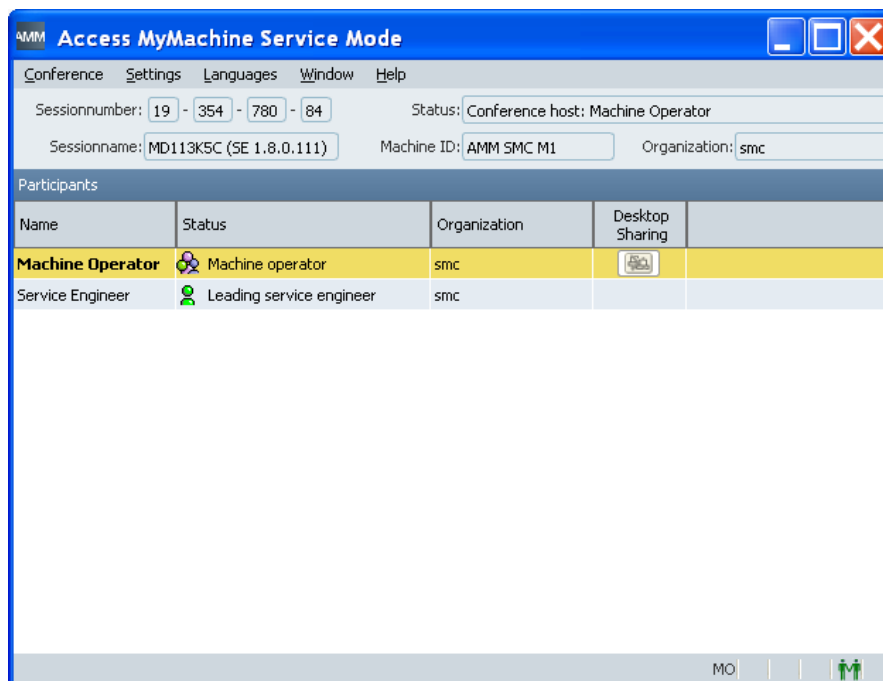 AMM Access MyMachine Service Mode
Conference Settings Languages Window Help
Sessionnumber: 19 - 354 - 780 - 84 Status: Conference host: Machine Operator
Sessionname: MD113K5C (SE 1.8.0.111) Machine ID: AMM SMC M1 Organization: smc
Participants
Name Status Organization Desktop Sharing
Machine Operator Machine operator smc
Service Engineer Leading service engineer smc
MO